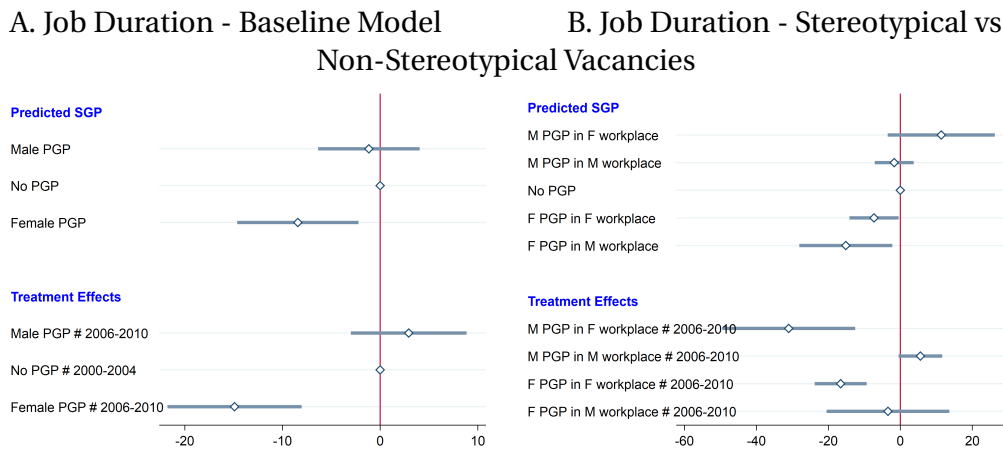 A. Job Duration - Baseline Model
B. Job Duration - Stereotypical vs
Non-Stereotypical Vacancies
Predicted SGP
Male PGP
No PGP
Female PGP
Treatment Effects
Male PGP # 2006-2010
No PGP # 2000-2004
Female PGP # 2006-2010
-20 -10 0 10
Predicted SGP
M PGP in F workplace
M PGP in M workplace
No PGP
F PGP in F workplace
F PGP in M workplace
Treatment Effects
M PGP in F workplace # 2006-2010
M PGP in M workplace # 2006-2010
F PGP in F workplace # 2006-2010
F PGP in M workplace # 2006-2010
-60 -40 -20 0 20